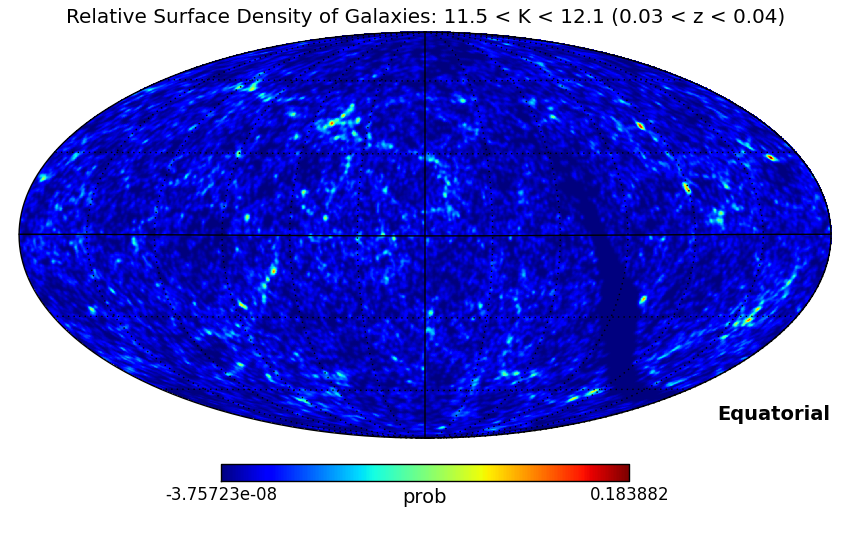 Relative Surface Density of Galaxies: 11.5 < K < 12.1 (0.03 < z < 0.04)
Equatorial
-3.75723e-08 prob 0.183882